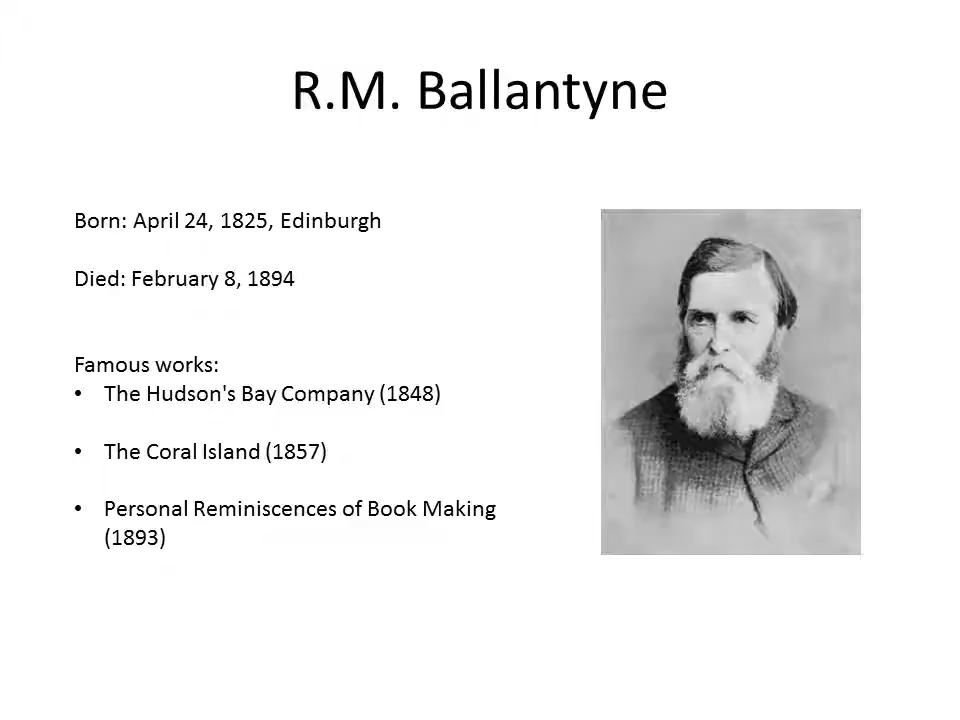 R.M. Ballantyne
Born: April 24, 1825, Edinburgh
Died: February 8, 1894
Famous works:
• The Hudson's Bay Company (1848)
• The Coral Island (1857)
• Personal Reminiscences of Book Making
(1893)